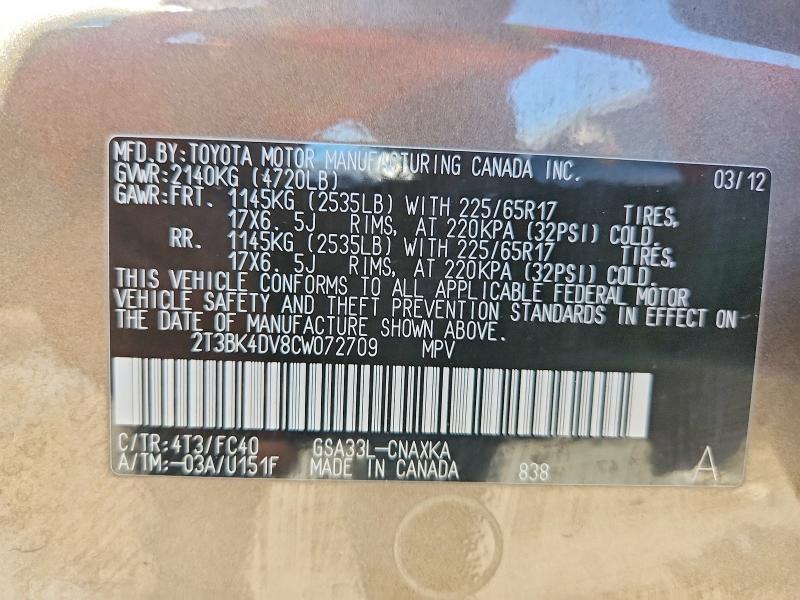 MFD.BY:TOYOTA MOTOR MANUFACTURING CANADA INC. 03/12
GVWR:2140KG (4720LB)
GAWR:FRT. 1145KG (2535LB) WITH 225/65R17 TIRES,
17X6. 5J RIMS, AT 220KPA (32PSI) COLD.
RR. 1145KG (2535LB) WITH 225/65R17 TIRES,
17X6. 5J RIMS, AT 220KPA (32PSI) COLD.
THIS VEHICLE CONFORMS TO ALL APPLICABLE FEDERAL MOTOR
VEHICLE SAFETY AND THEFT PREVENTION STANDARDS IN EFFECT ON
THE DATE OF MANUFACTURE SHOWN ABOVE.
2T3BK4DV8CW072709 MPV
C/TR:4T3/FC40 GSA33L-CNAXKA
A/TM:-03A/U151F MADE IN CANADA 838 A